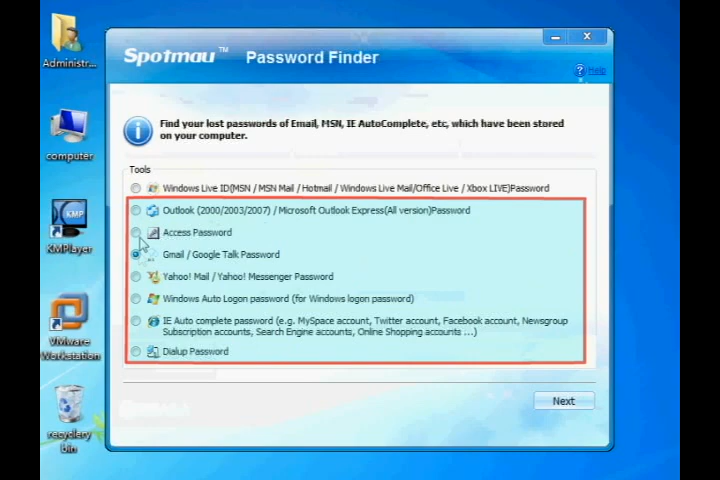 Administr...
computer
KMP
KMPlayer
VMware
Workstation
recyclery
bin
Spotmau™ Password Finder
? Help
Find your lost passwords of Email, MSN, IE AutoComplete, etc, which have been stored
on your computer.
Tools
Windows Live ID(MSN / MSN Mail / Hotmail / Windows Live Mail/Office Live / Xbox LIVE)Password
Outlook (2000/2003/2007) / Microsoft Outlook Express(All version)Password
Access Password
Gmail / Google Talk Password
Yahoo! Mail / Yahoo! Messenger Password
Windows Auto Logon password (for Windows logon password)
IE Auto complete password (e.g. MySpace account, Twitter account, Facebook account, Newsgroup
Subscription accounts, Search Engine accounts, Online Shopping accounts ...)
Dialup Password
Next